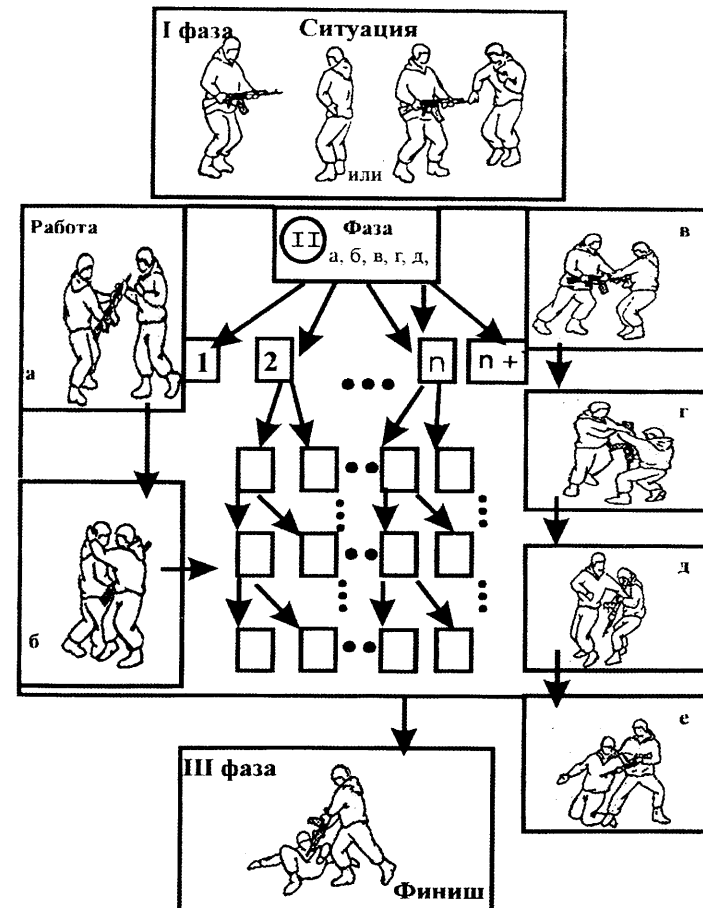 I фаза Ситуация
или
Работа
а
II Фаза
а, б, в, г, д,
в
1
2
n
n +
г
б
д
е
III фаза
Финиш